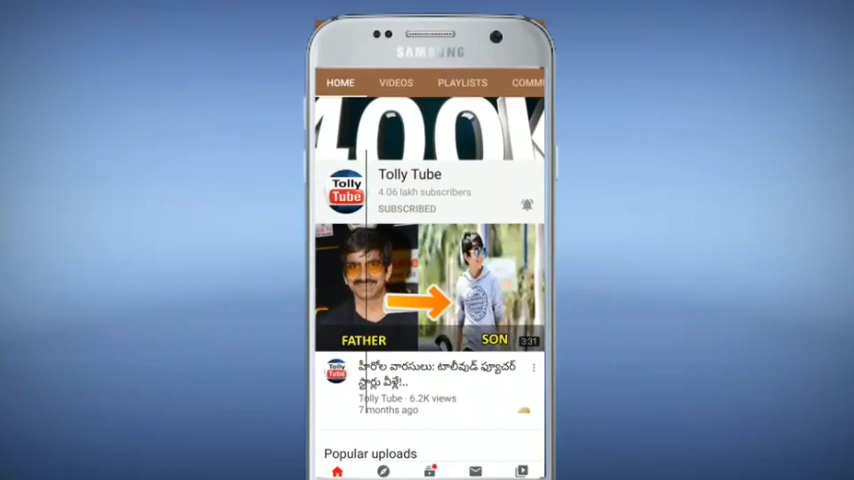 SAMSUNG
HOME VIDEOS PLAYLISTS COMMU
400K
Tolly Tube
4.06 lakh subscribers
SUBSCRIBED
Tolly
Tube
FATHER
SON
3:31
హీరోల వారసులు: టాలీవుడ్ ఫ్యూచర్
స్టార్లు వీళ్లే!..
Tolly Tube
Tolly Tube · 6.2K views
7 months ago
Popular uploads